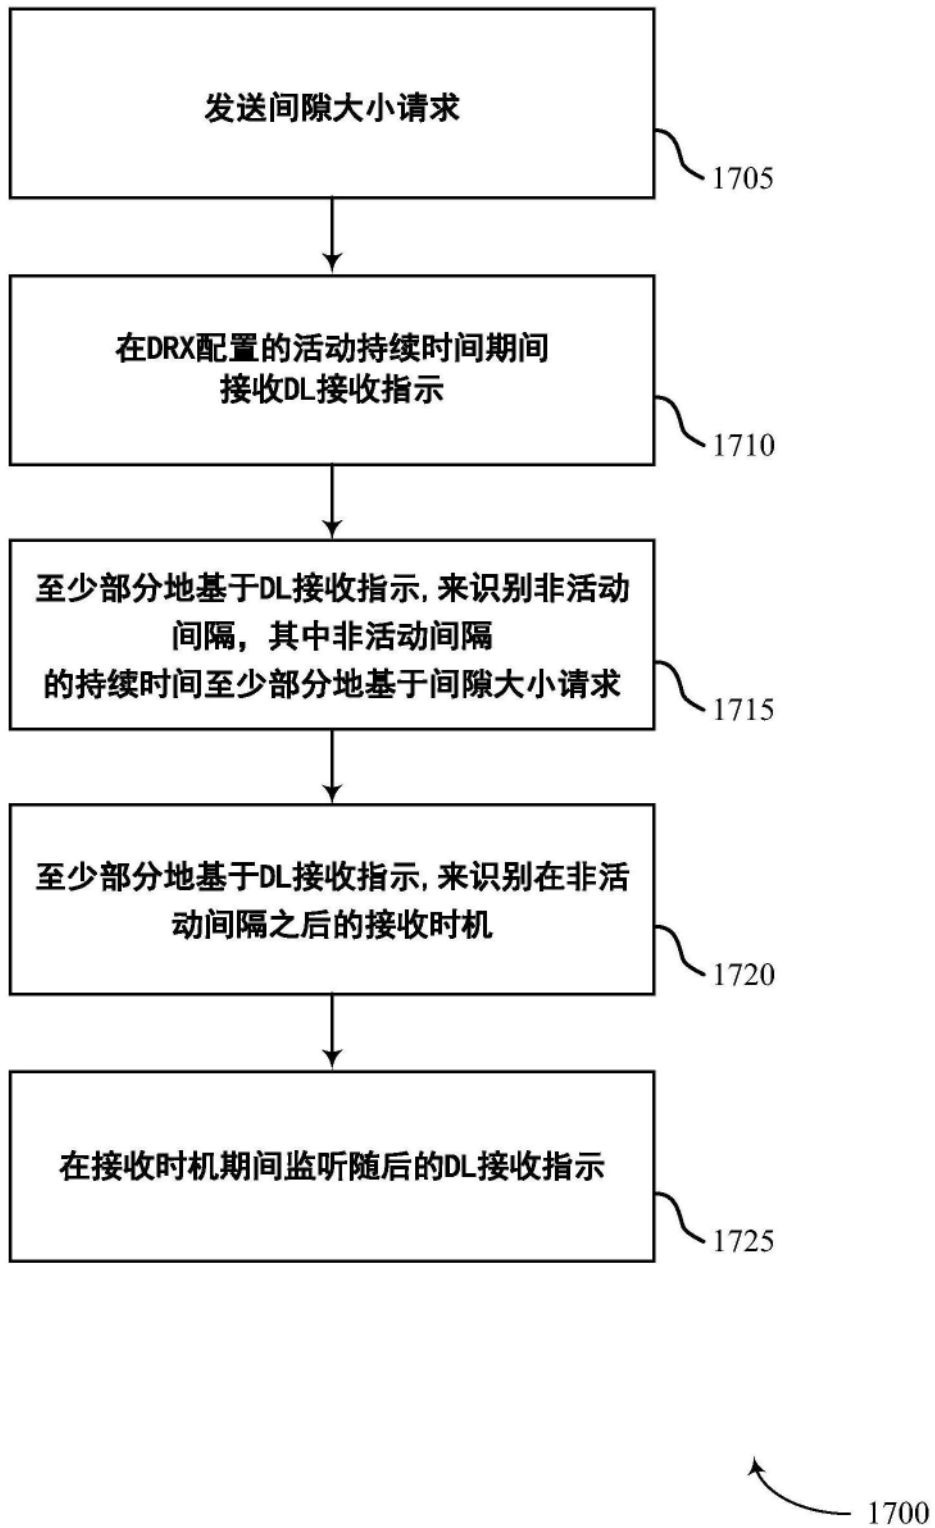 发送间隙大小请求
1705
在DRX配置的活动持续时间期间
接收DL接收指示
1710
至少部分地基于DL接收指示,来识别非活动
间隔，其中非活动间隔
的持续时间至少部分地基于间隙大小请求
1715
至少部分地基于DL接收指示,来识别在非活
动间隔之后的接收时机
1720
在接收时机期间监听随后的DL接收指示
1725
1700